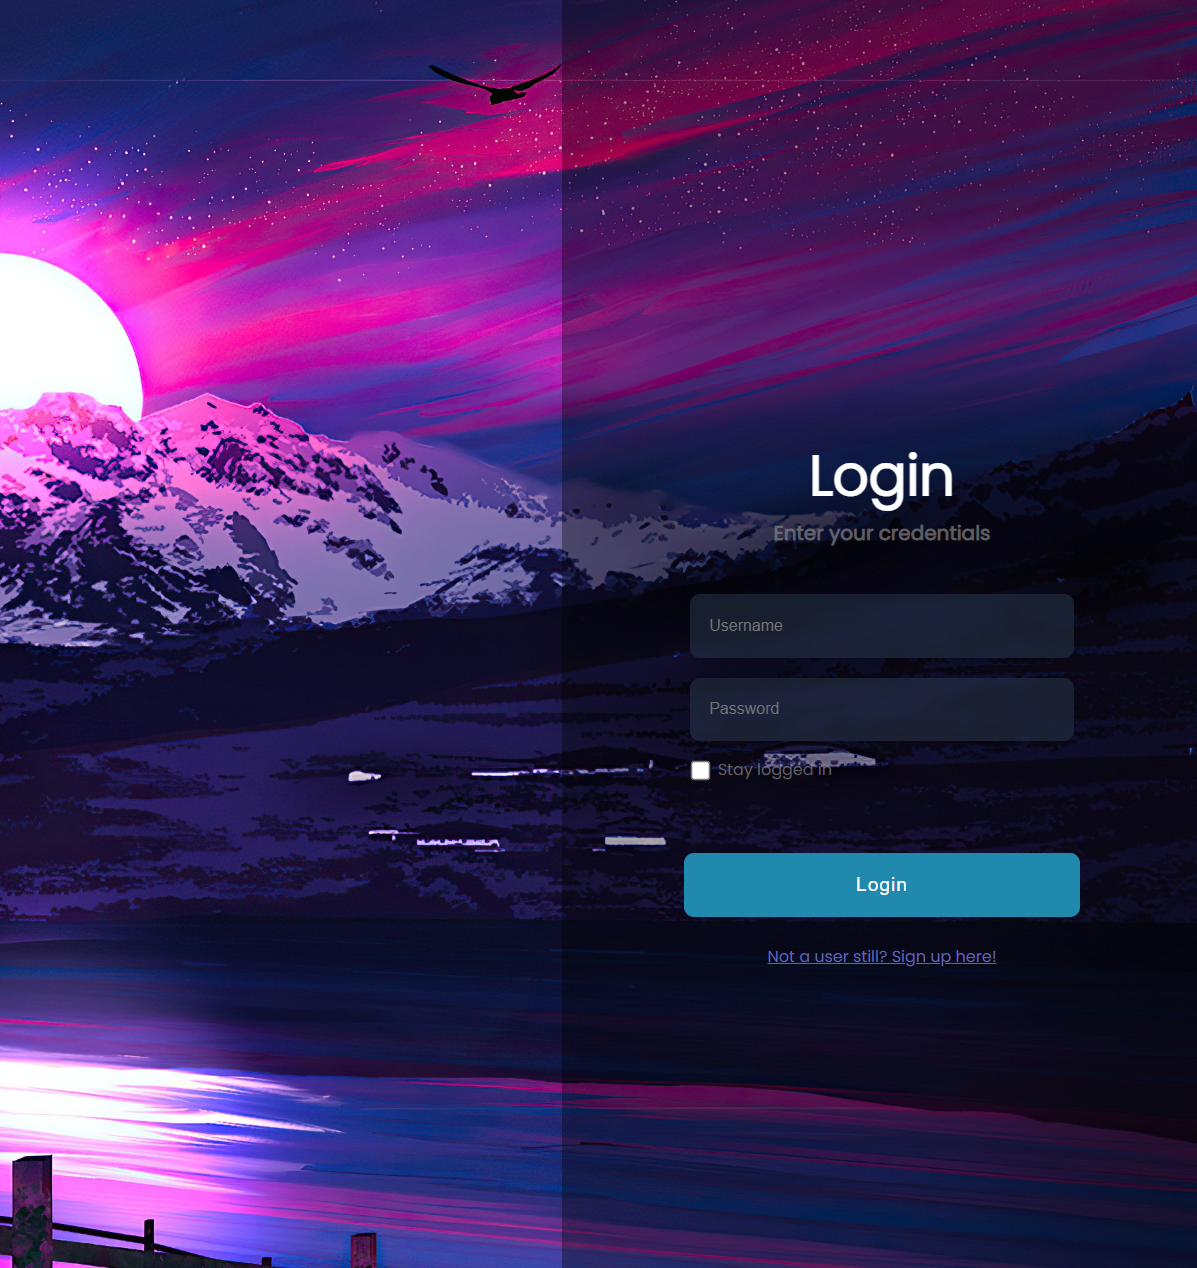 Login
Enter your credentials
Username
Password
Stay logged in
Login
Not a user still? Sign up here!